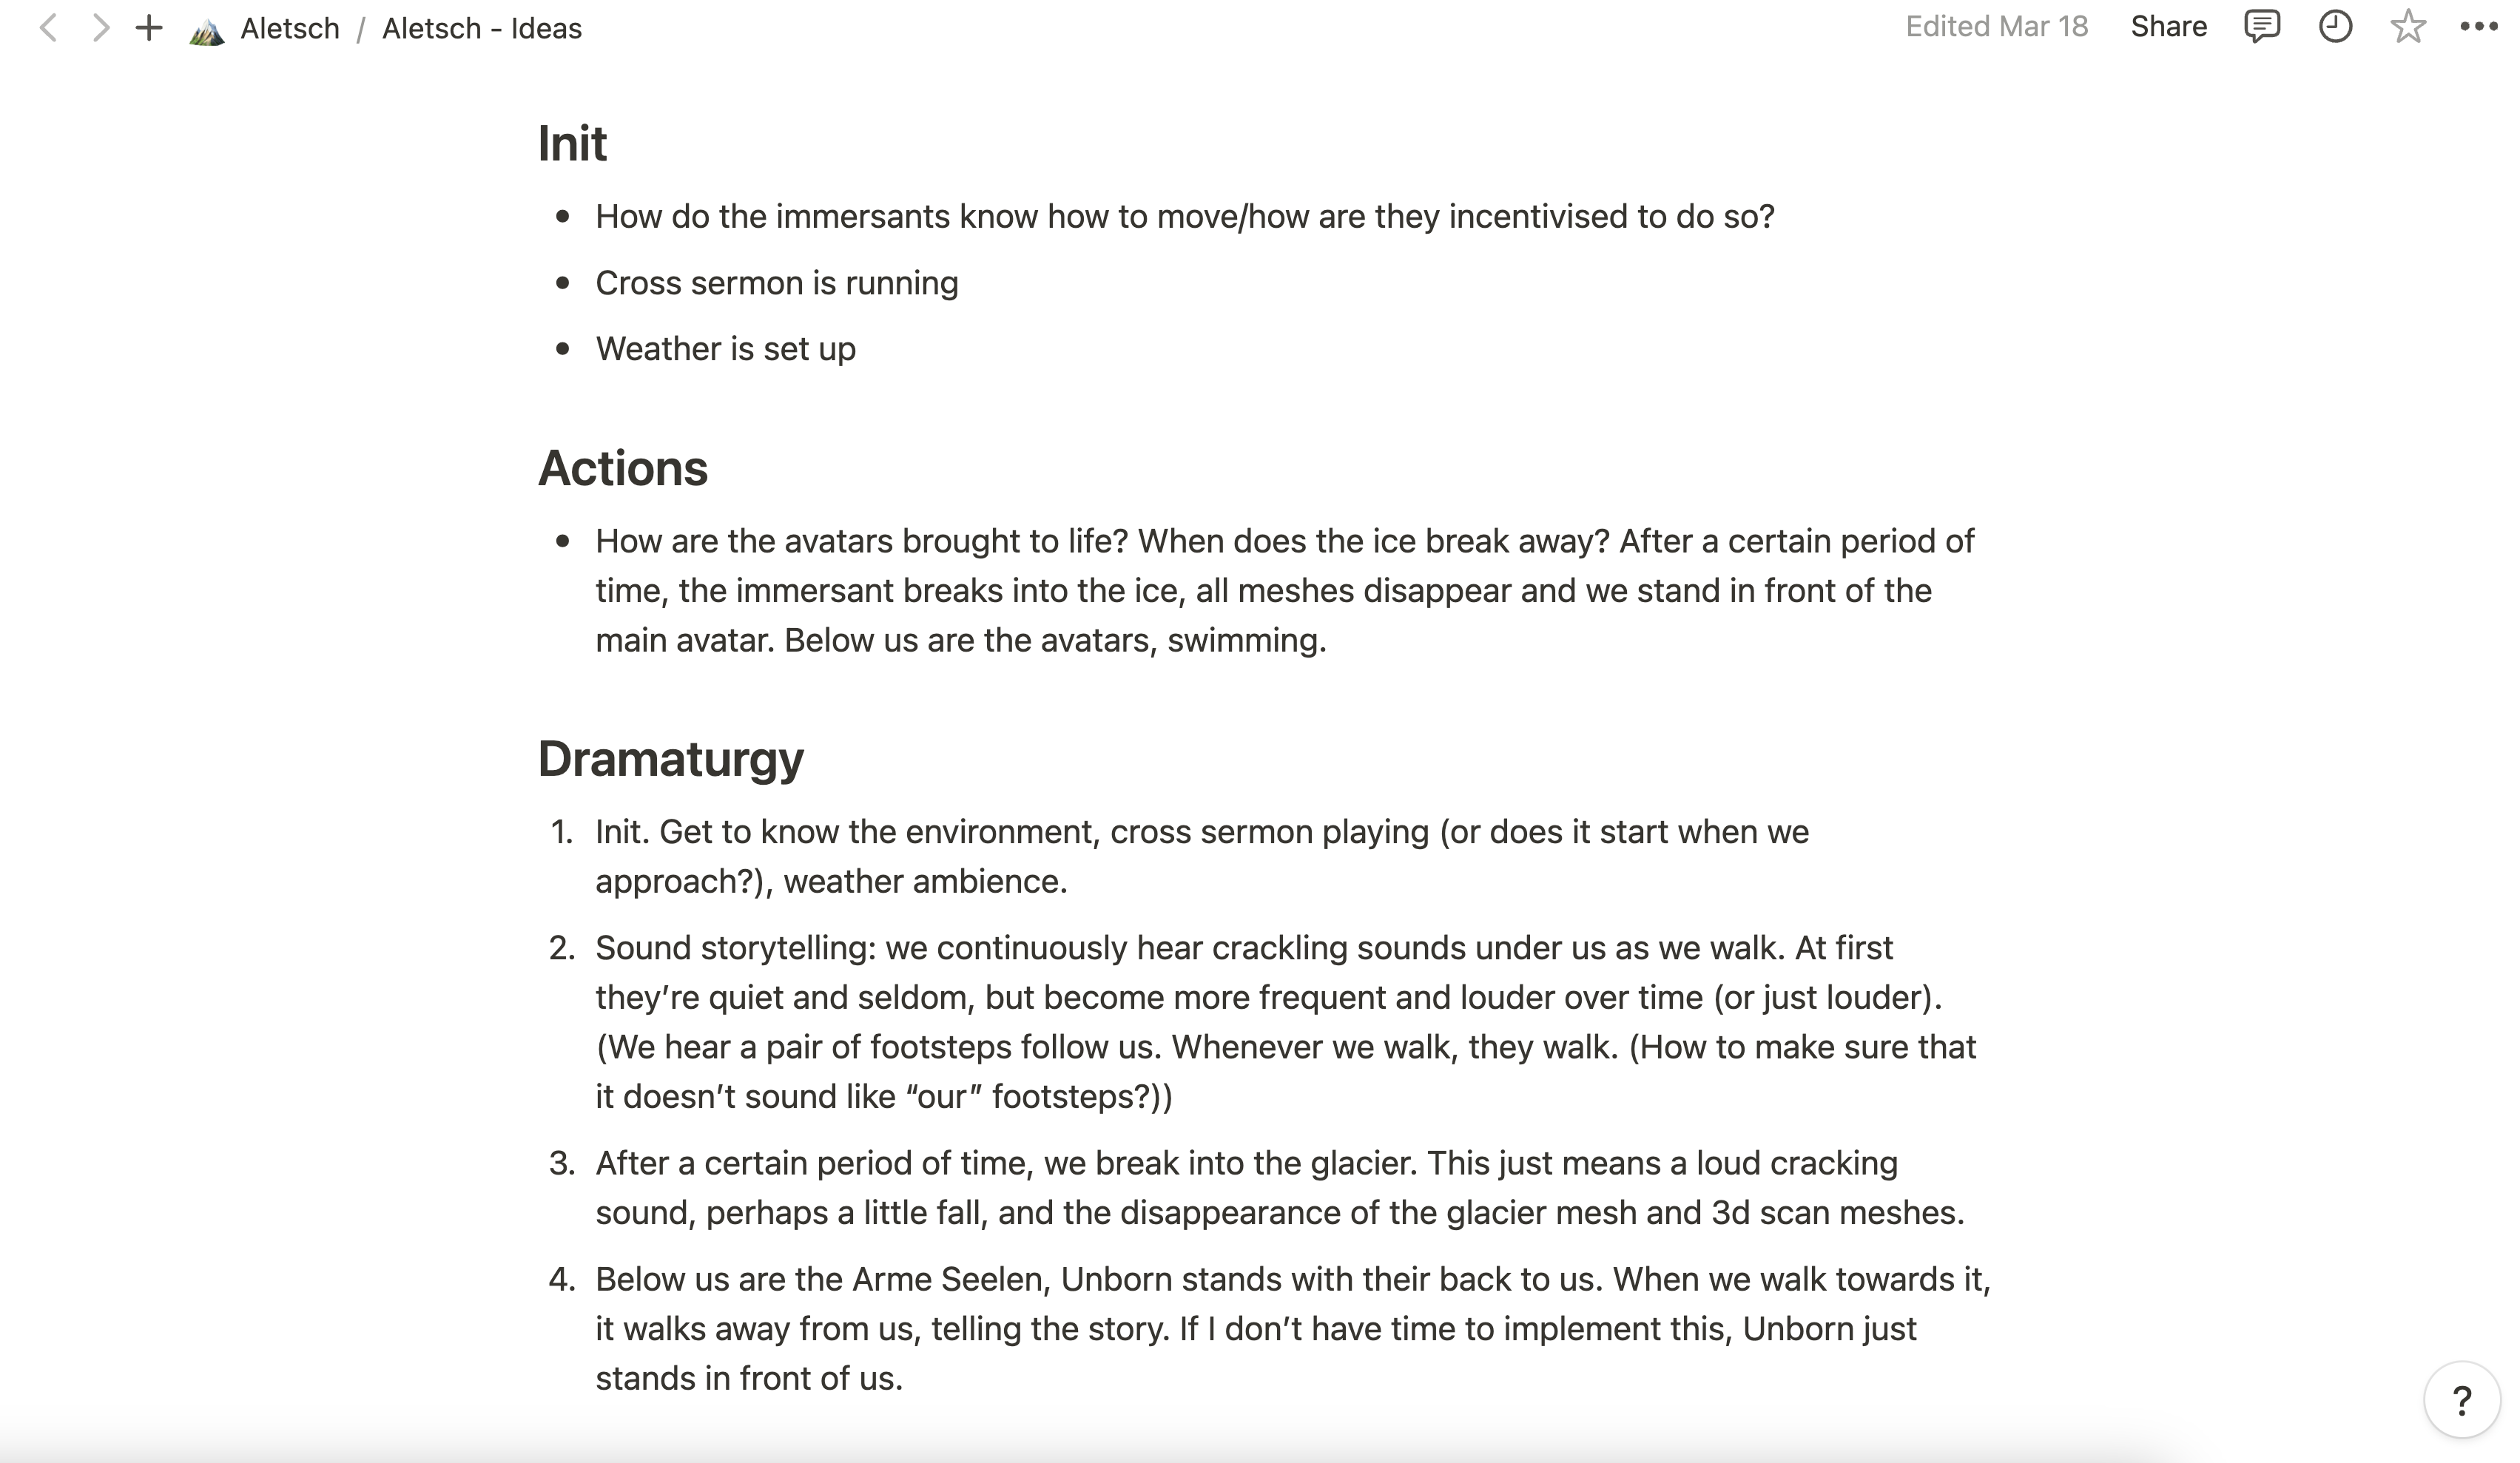 Aletsch / Aletsch - Ideas
Edited Mar 18 Share
Init
• How do the immersants know how to move/how are they incentivised to do so?
• Cross sermon is running
• Weather is set up
Actions
• How are the avatars brought to life? When does the ice break away? After a certain period of
time, the immersant breaks into the ice, all meshes disappear and we stand in front of the
main avatar. Below us are the avatars, swimming.
Dramaturgy
1. Init. Get to know the environment, cross sermon playing (or does it start when we
approach?), weather ambience.
2. Sound storytelling: we continuously hear crackling sounds under us as we walk. At first
they’re quiet and seldom, but become more frequent and louder over time (or just louder).
(We hear a pair of footsteps follow us. Whenever we walk, they walk. (How to make sure that
it doesn’t sound like “our” footsteps?))
3. After a certain period of time, we break into the glacier. This just means a loud cracking
sound, perhaps a little fall, and the disappearance of the glacier mesh and 3d scan meshes.
4. Below us are the Arme Seelen, Unborn stands with their back to us. When we walk towards it,
it walks away from us, telling the story. If I don’t have time to implement this, Unborn just
stands in front of us.
?